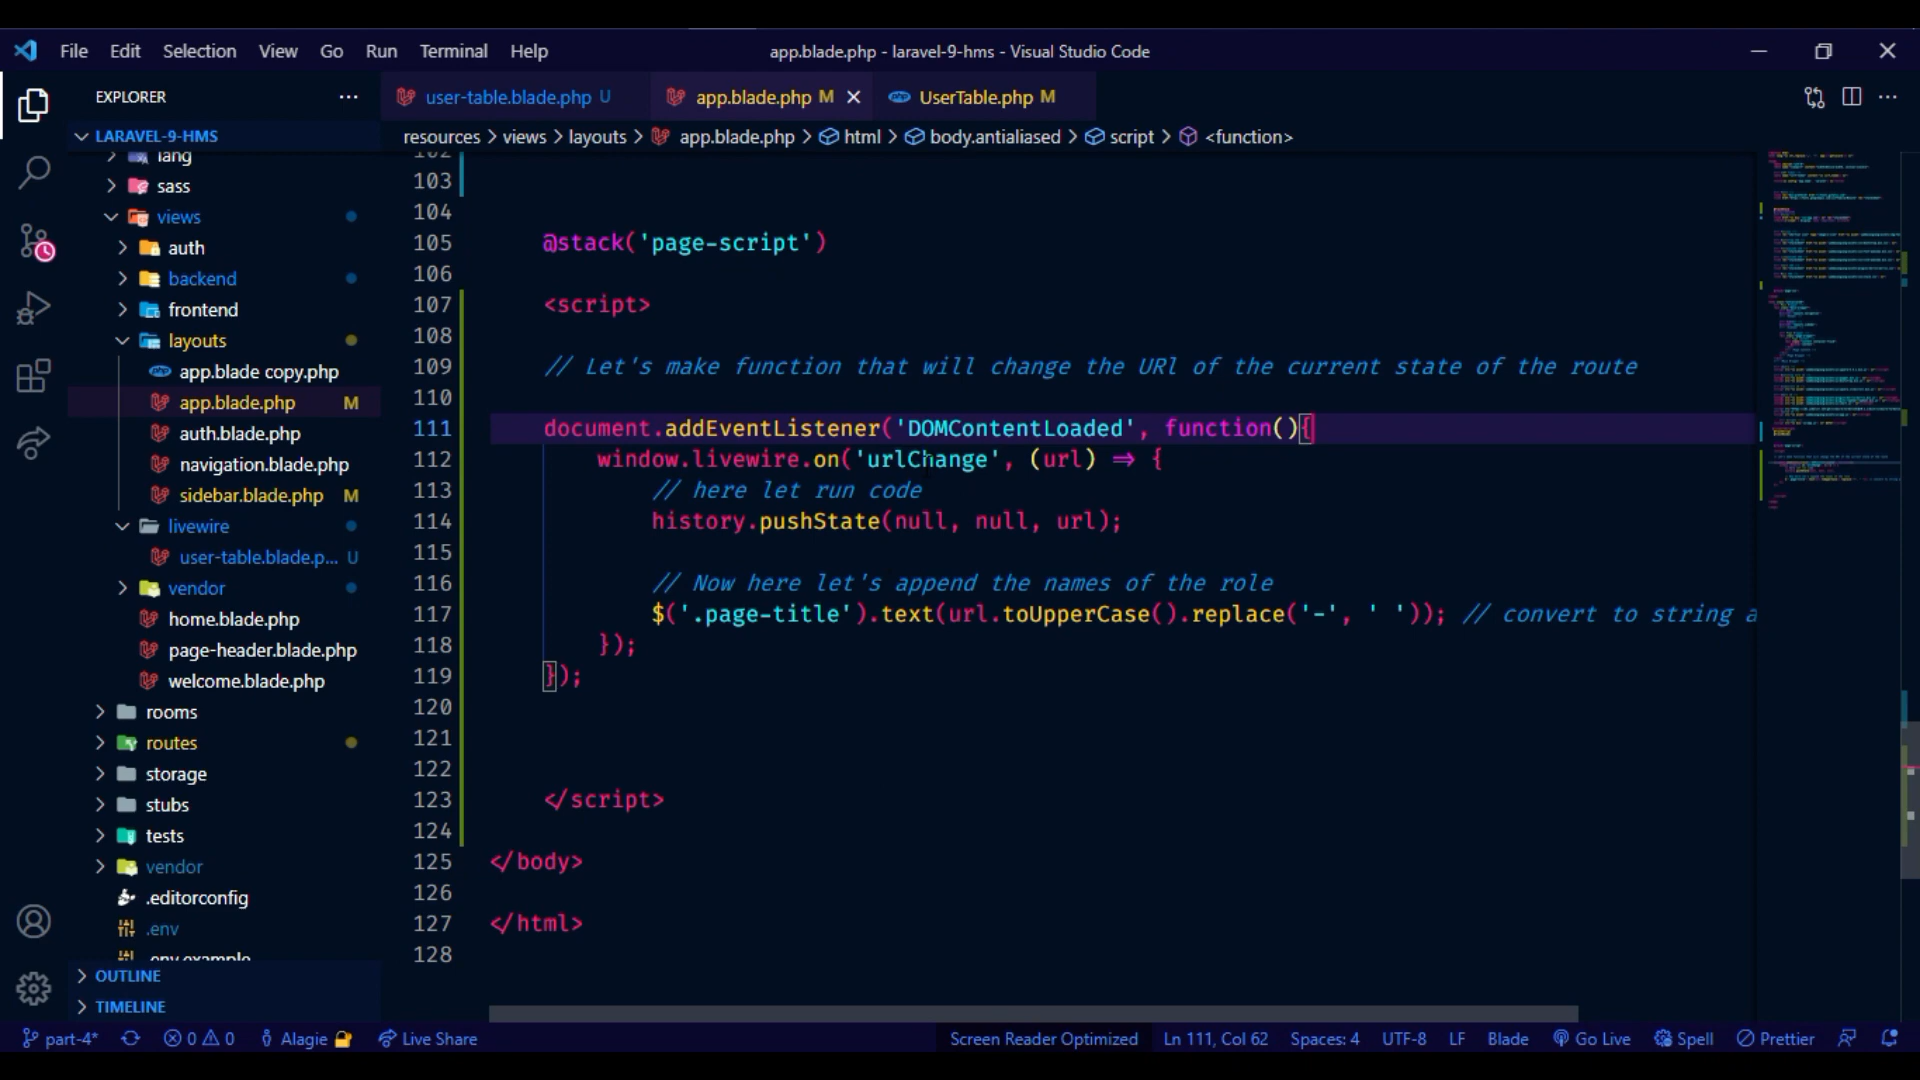 File Edit Selection View Go Run Terminal Help
app.blade.php - laravel-9-hms - Visual Studio Code
EXPLORER
user-table.blade.php U
app.blade.php M
UserTable.php M
LARAVEL-9-HMS
resources > views > layouts > app.blade.php > html > body.antialiased > script > <function>
lang
sass
views
auth
backend
frontend
layouts
app.blade copy.php
app.blade.php M
auth.blade.php
navigation.blade.php
sidebar.blade.php M
livewire
user-table.blade.p... U
vendor
home.blade.php
page-header.blade.php
welcome.blade.php
rooms
routes
storage
stubs
tests
vendor
.editorconfig
.env
.env.example
OUTLINE
TIMELINE
102
103
104
105 @stack('page-script')
106
107 <script>
108
109 // Let's make function that will change the URl of the current state of the route
110
111 document.addEventListener('DOMContentLoaded', function(){
112 window.livewire.on('urlChange', (url) => {
113 // here let run code
114 history.pushState(null, null, url);
115
116 // Now here let's append the names of the role
117 $('.page-title').text(url.toUpperCase().replace('-', ' ')); // convert to string a
118 });
119 });
120
121
122
123 </script>
124
125 </body>
126
127 </html>
128
part-4* 0 0 Alagie Live Share Screen Reader Optimized Ln 111, Col 62 Spaces: 4 UTF-8 LF Blade Go Live Spell Prettier